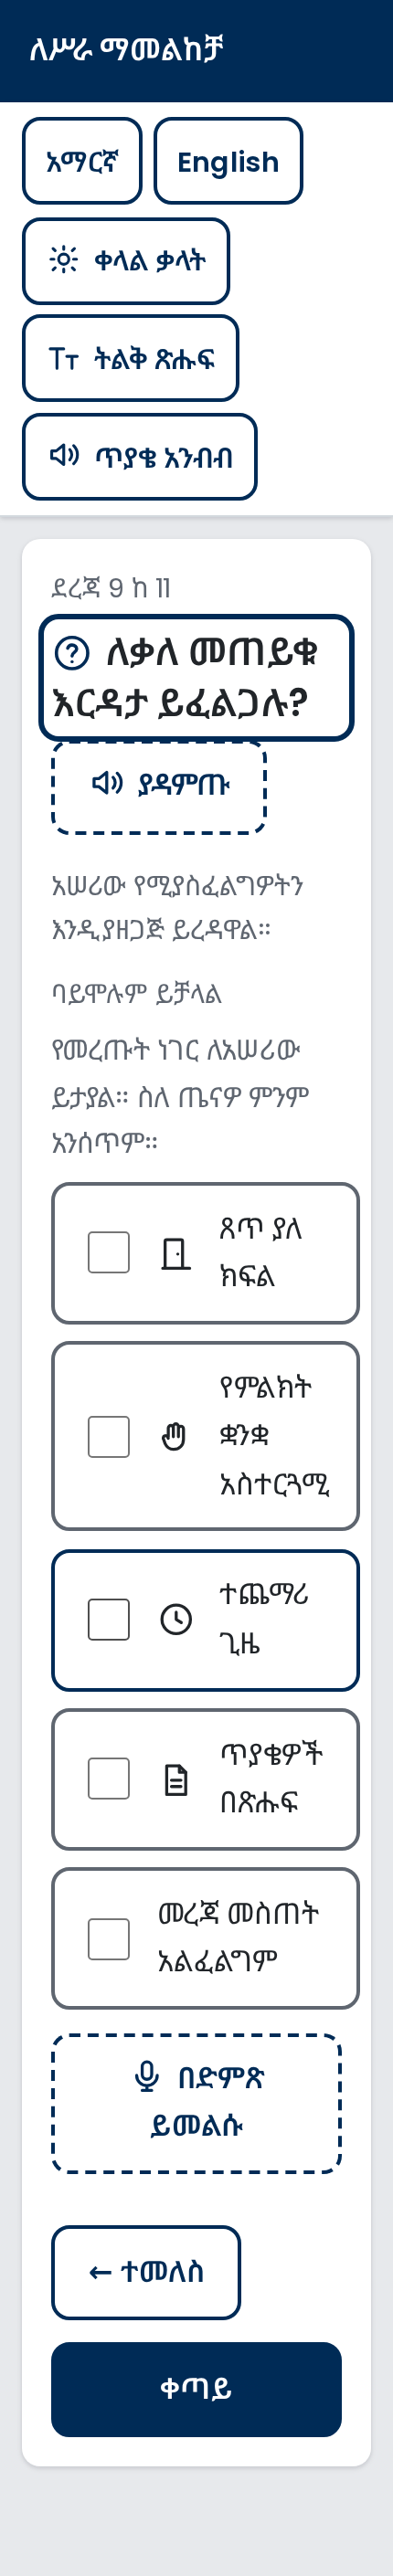 ለሥራ ማመልከቻ
አማርኛ
English
ቀላል ቃላት
ትልቅ ጽሑፍ
ጥያቄ አንብብ
ደረጃ 9 ከ 11
ለቃለ መጠይቁ
እርዳታ ይፈልጋሉ?
ያዳምጡ
አሠሪው የሚያስፈልግዎትን
እንዲያዘጋጅ ይረዳዋል።
ባይሞሉም ይቻላል
የመረጡት ነገር ለአሠሪው
ይታያል። ስለ ጤናዎ ምንም
አንሰጥም።
ጸጥ ያለ
ክፍል
የምልክት
ቋንቋ
አስተርጓሚ
ተጨማሪ
ጊዜ
ጥያቄዎች
በጽሑፍ
መረጃ መስጠት
አልፈልግም
በድምጽ
ይመልሱ
← ተመለስ
ቀጣይ